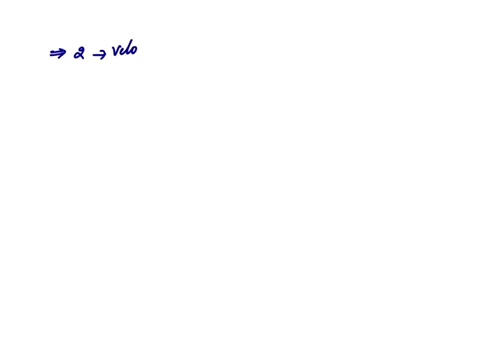 ⇒ 2 → velo